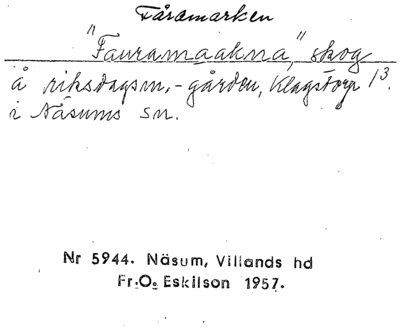 Fåramarken
"Fauramaakna", skog
å riksdagsm.-gården, Klagstorp 1³.
i Näsums sn.
Nr 5944. Näsum, Villands hd
Fr. O. Eskilson 1957.